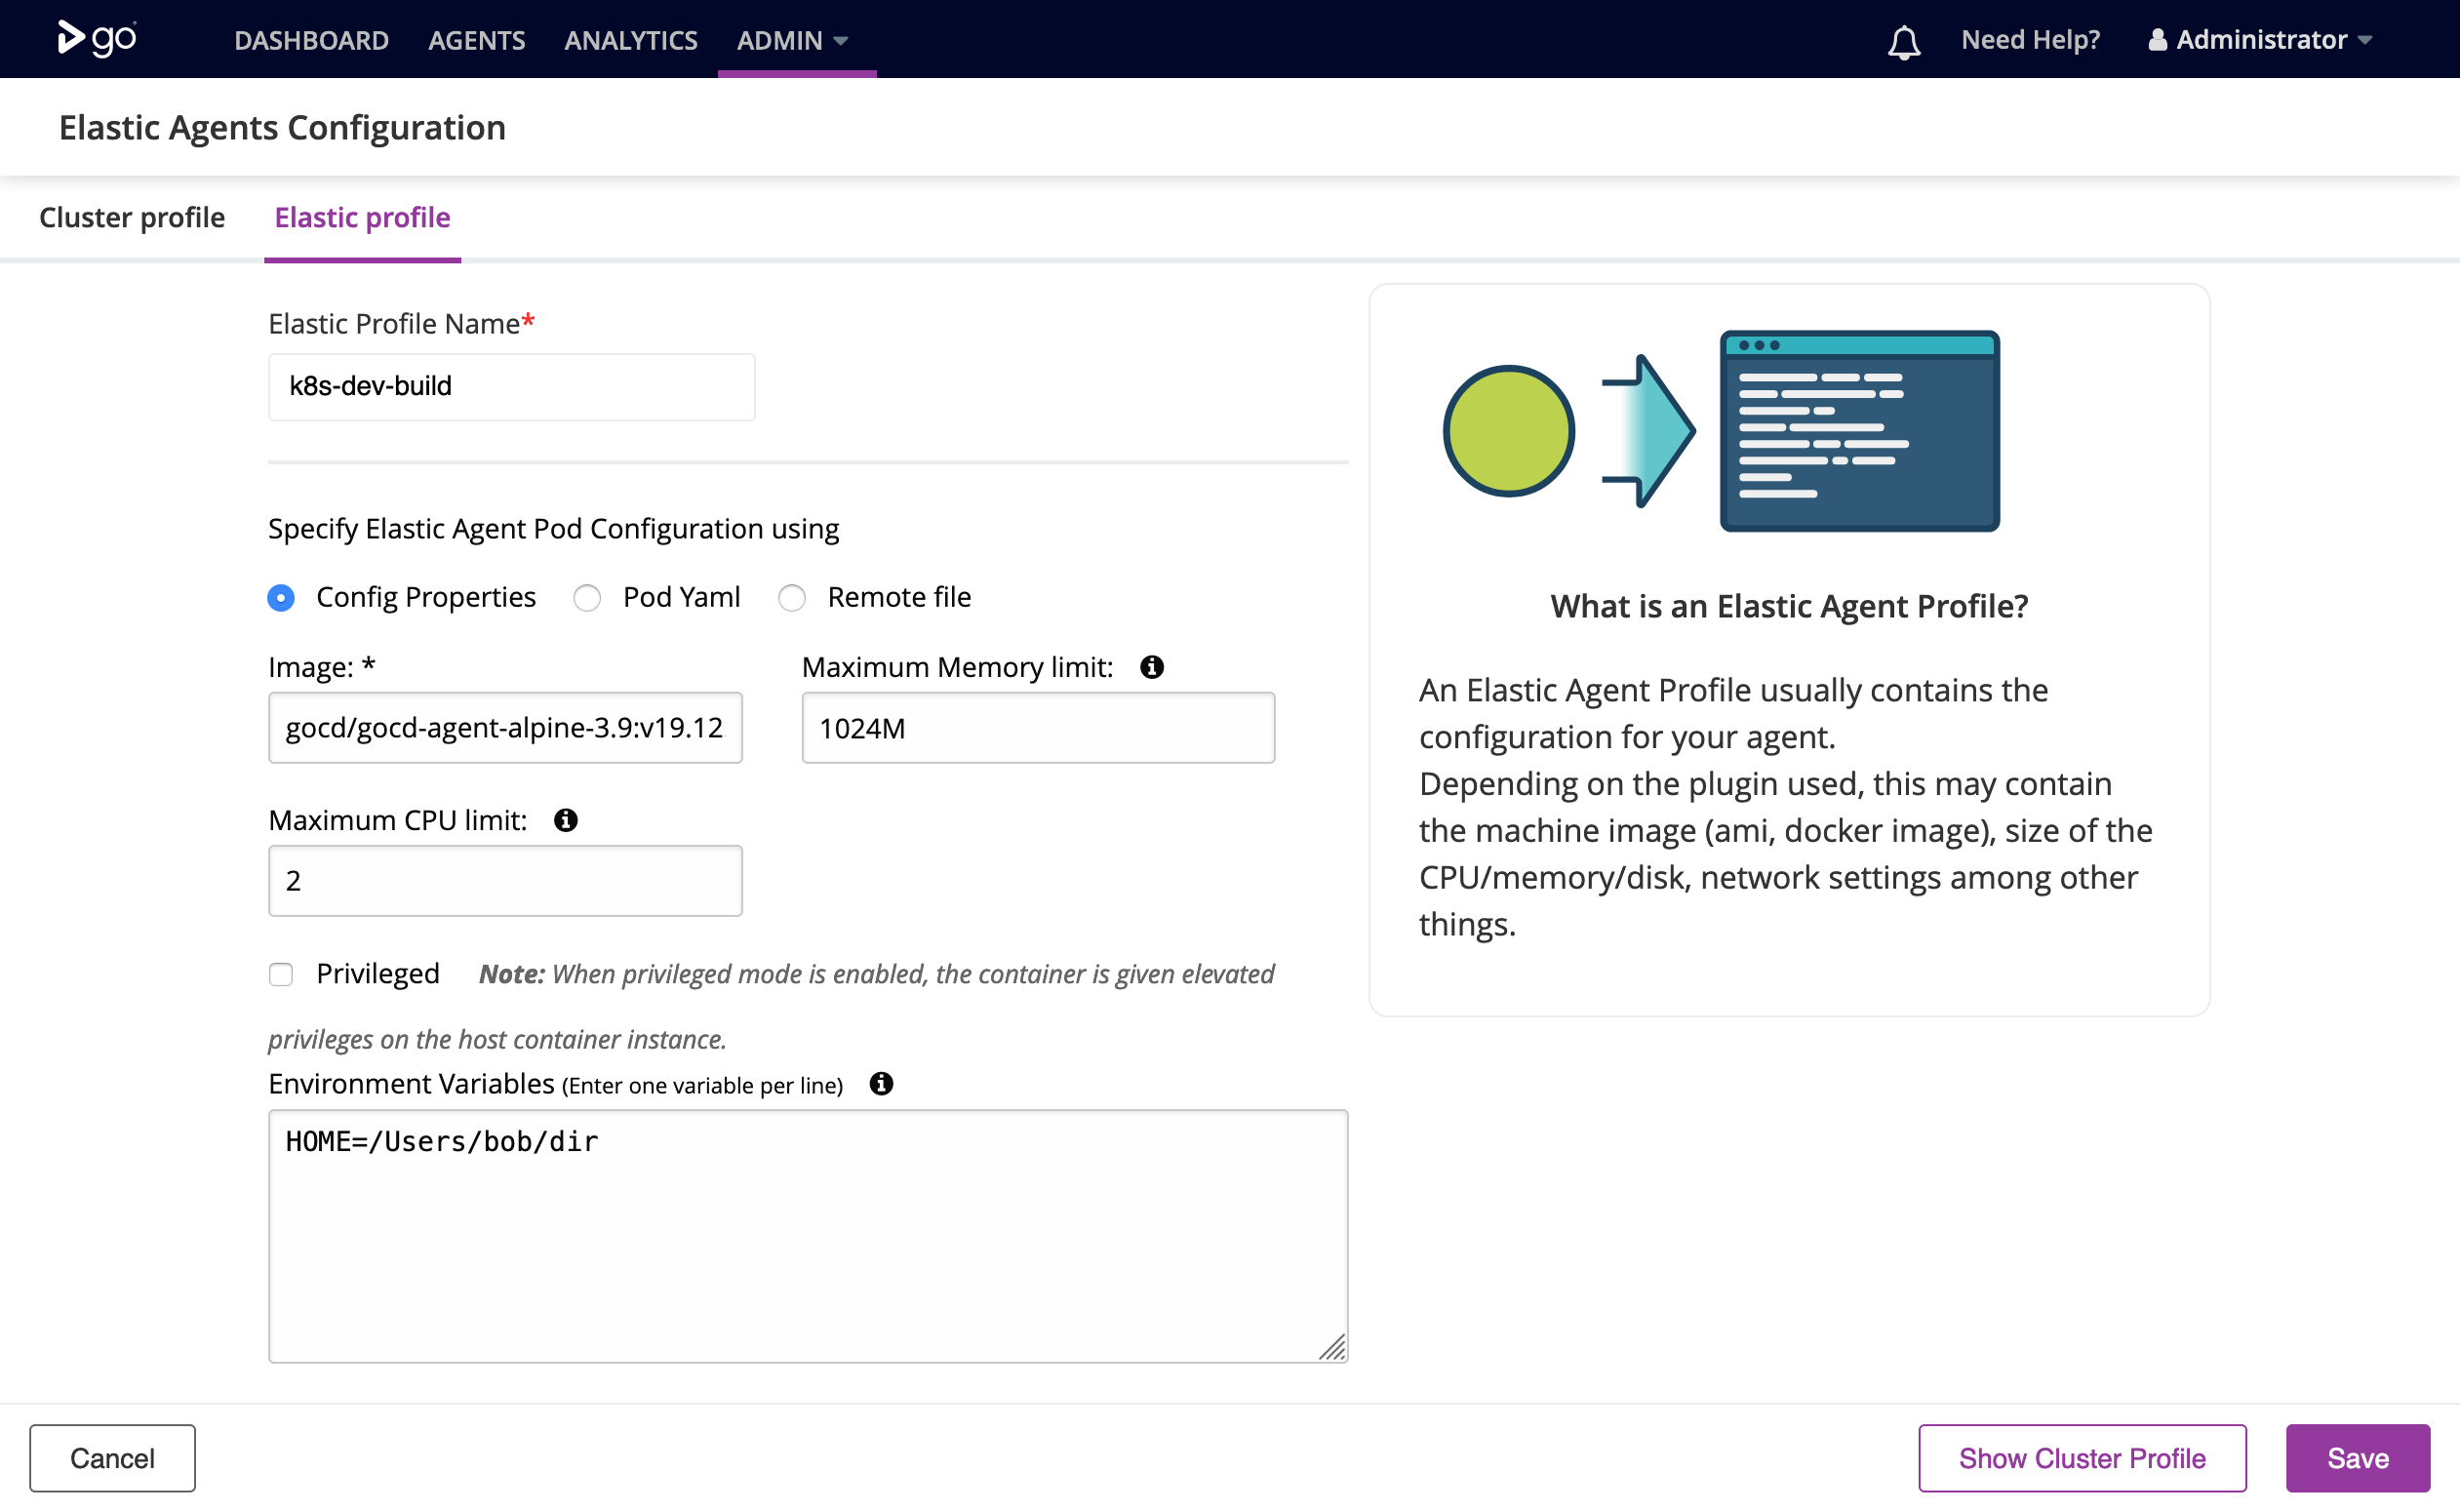 go
DASHBOARD AGENTS ANALYTICS ADMIN
Need Help? Administrator
Elastic Agents Configuration
Cluster profile Elastic profile
Elastic Profile Name*
k8s-dev-build
Specify Elastic Agent Pod Configuration using
Config Properties Pod Yaml Remote file
Image: * Maximum Memory limit:
gocd/gocd-agent-alpine-3.9:v19.12 1024M
Maximum CPU limit:
2
Privileged Note: When privileged mode is enabled, the container is given elevated
privileges on the host container instance.
Environment Variables (Enter one variable per line)
HOME=/Users/bob/dir
What is an Elastic Agent Profile?
An Elastic Agent Profile usually contains the
configuration for your agent.
Depending on the plugin used, this may contain
the machine image (ami, docker image), size of the
CPU/memory/disk, network settings among other
things.
Cancel Show Cluster Profile Save